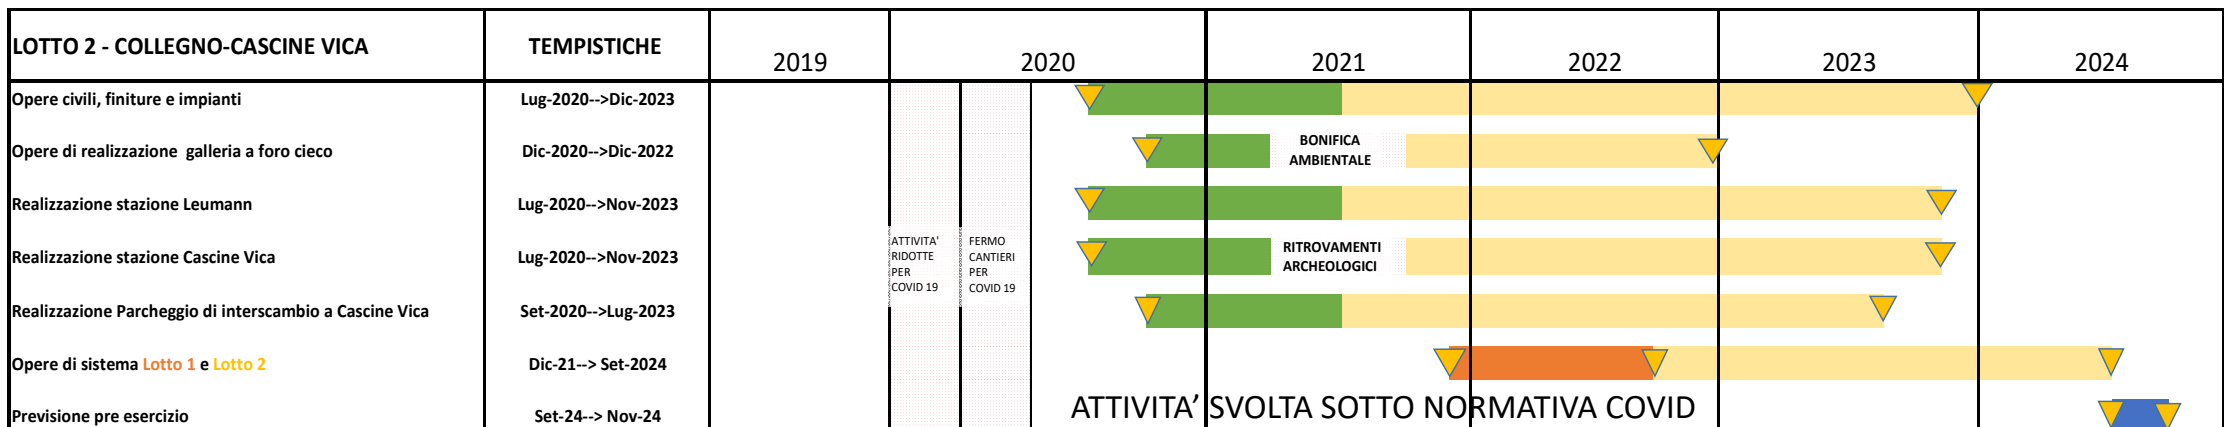 LOTTO 2 - COLLEGNO-CASCINE VICA
TEMPISTICHE
2019
2020
2021
2022
2023
2024
Opere civili, finiture e impianti
Lug-2020-->Dic-2023
Opere di realizzazione  galleria a foro cieco
Dic-2020-->Dic-2022
BONIFICA
AMBIENTALE
Realizzazione stazione Leumann
Lug-2020-->Nov-2023
Realizzazione stazione Cascine Vica
Lug-2020-->Nov-2023
ATTIVITA'
RIDOTTE
PER
COVID 19
FERMO
CANTIERI
PER
COVID 19
RITROVAMENTI
ARCHEOLOGICI
Realizzazione Parcheggio di interscambio a Cascine Vica
Set-2020-->Lug-2023
Opere di sistema Lotto 1 e Lotto 2
Dic-21--> Set-2024
Previsione pre esercizio
Set-24--> Nov-24
ATTIVITA’ SVOLTA SOTTO NORMATIVA COVID